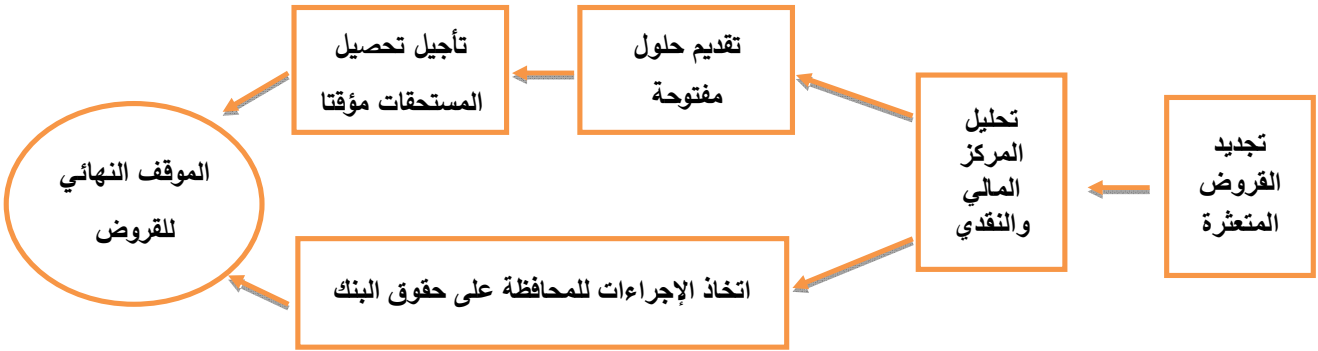 تجديد
القروض
المتعثرة
تحليل
المركز
المالي
والنقدي
تقديم حلول
مفتوحة
تأجيل تحصيل
المستحقات مؤقتا
اتخاذ الإجراءات للمحافظة على حقوق البنك
الموقف النهائي
للقروض